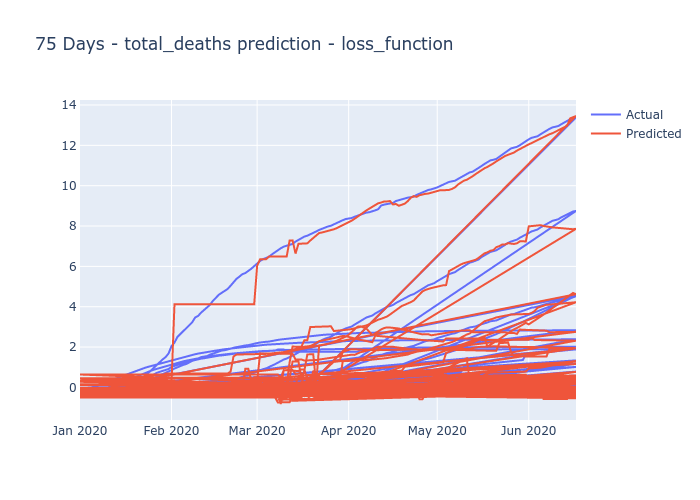 75 Days - total_deaths prediction - loss_function
Actual
Predicted
14
12
10
8
6
4
2
0
Jan 2020 Feb 2020 Mar 2020 Apr 2020 May 2020 Jun 2020